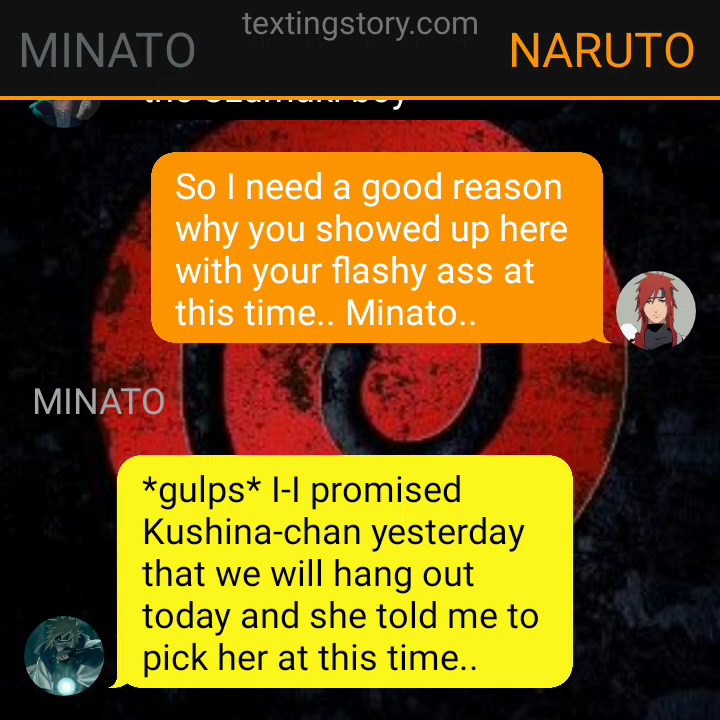 textingstory.com
MINATO NARUTO
So I need a good reason
why you showed up here
with your flashy ass at
this time.. Minato..
MINATO
*gulps* I-I promised
Kushina-chan yesterday
that we will hang out
today and she told me to
pick her at this time..